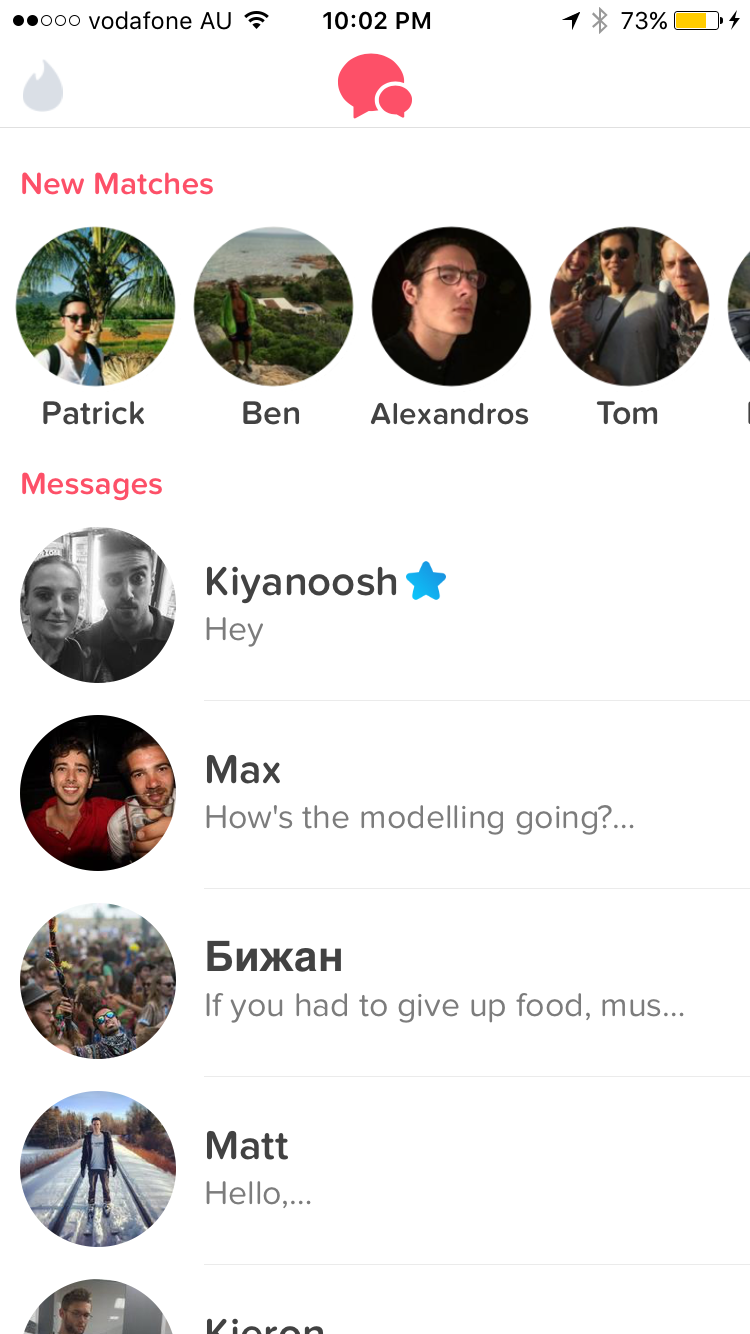 vodafone AU 10:02 PM 73%
New Matches
Patrick Ben Alexandros Tom
Messages
Kiyanoosh
Hey
Max
How's the modelling going?...
Бижан
If you had to give up food, mus...
Matt
Hello,...
Kieron